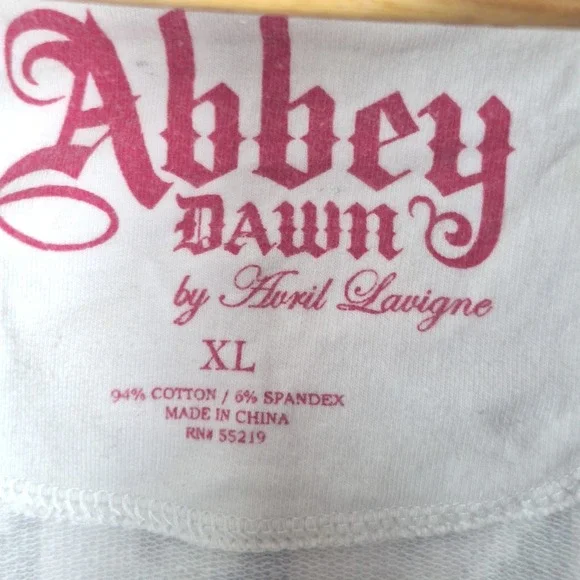 Abbey
Dawn
by Avril Lavigne
XL
94% COTTON / 6% SPANDEX
MADE IN CHINA
RN# 55219